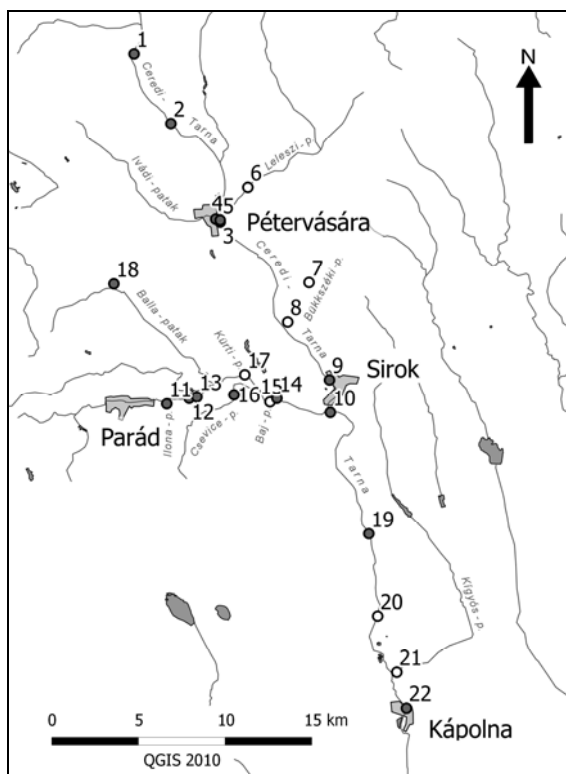 1
N
Ceredi-
2
Tarna
Leleszi-p.
Ivádi-patak
6
45
Pétervására
3
Ceredi-
7
18
Bükkszéki-p.
8
Balla-patak
Tarna
Kürti-p.
17
9
Sirok
11
13
16
15
14
10
12
Parád
Ilona-p.
Csevice-p.
Baj-p.
Tarna
19
Kígyós-p.
20
21
22
Kápolna
0 5 10 15 km
QGIS 2010